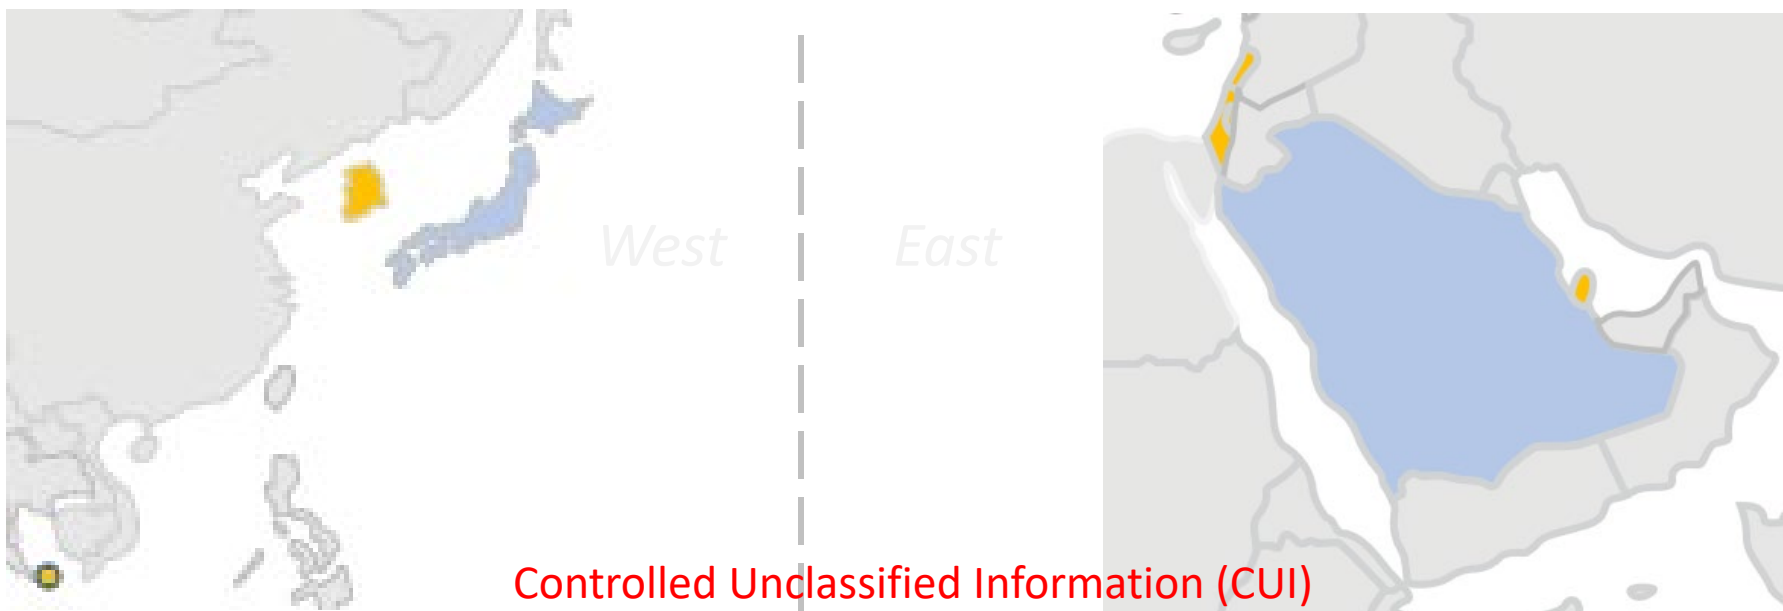 West
East
Controlled Unclassified Information (CUI)